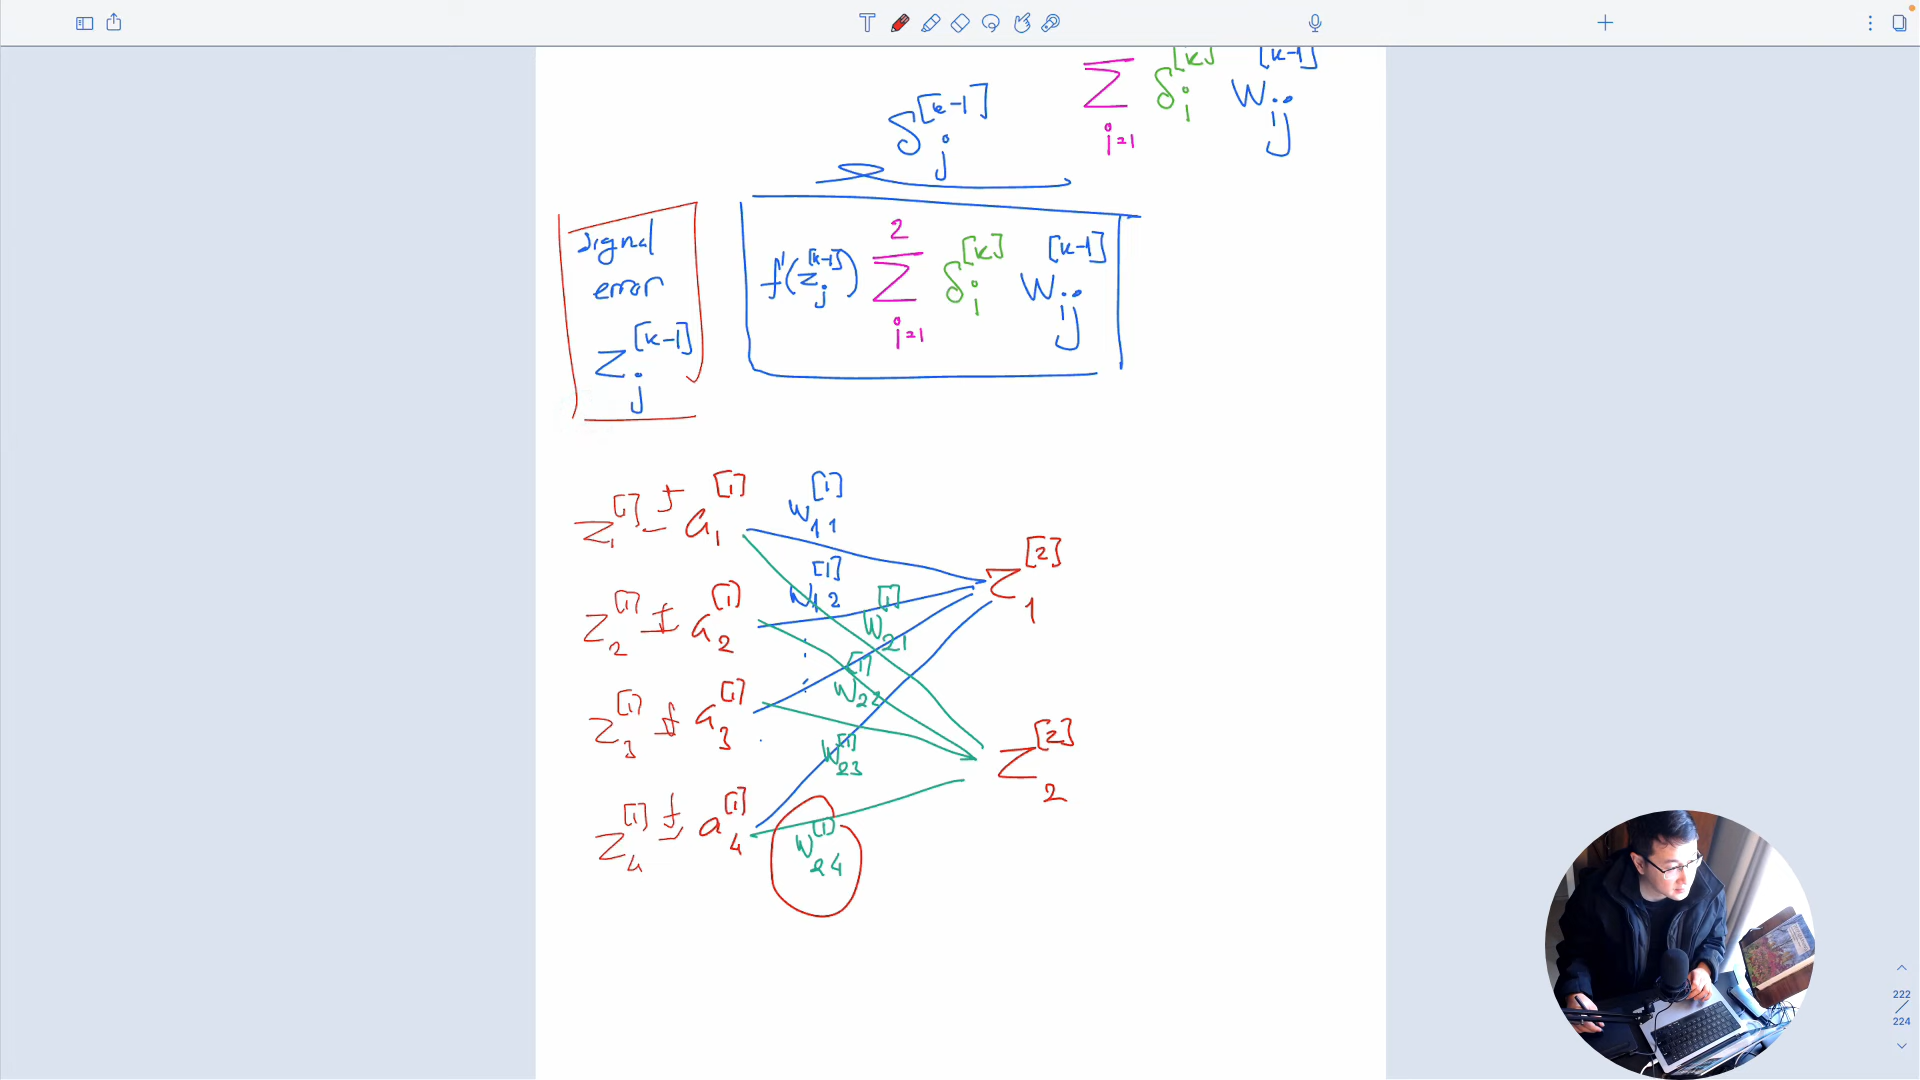 Σ δ_i^[k] w_ij^[k-1]
i=1
δ_j^[k-1]
signal error z_j^[k-1]
f'(z_j^[k-1]) Σ_{i=1}^{2} δ_i^[k] w_ij^[k-1]
z_1^[1] f a_1^[1] w_11^[1]
z_1^[2]
w_12^[1]
z_2^[1] f a_2^[1] w_21^[1]
w_22^[1]
z_3^[1] f a_3^[1]
w_23^[1] z_2^[2]
z_4^[1] f a_4^[1] w_24^[1]
222
224